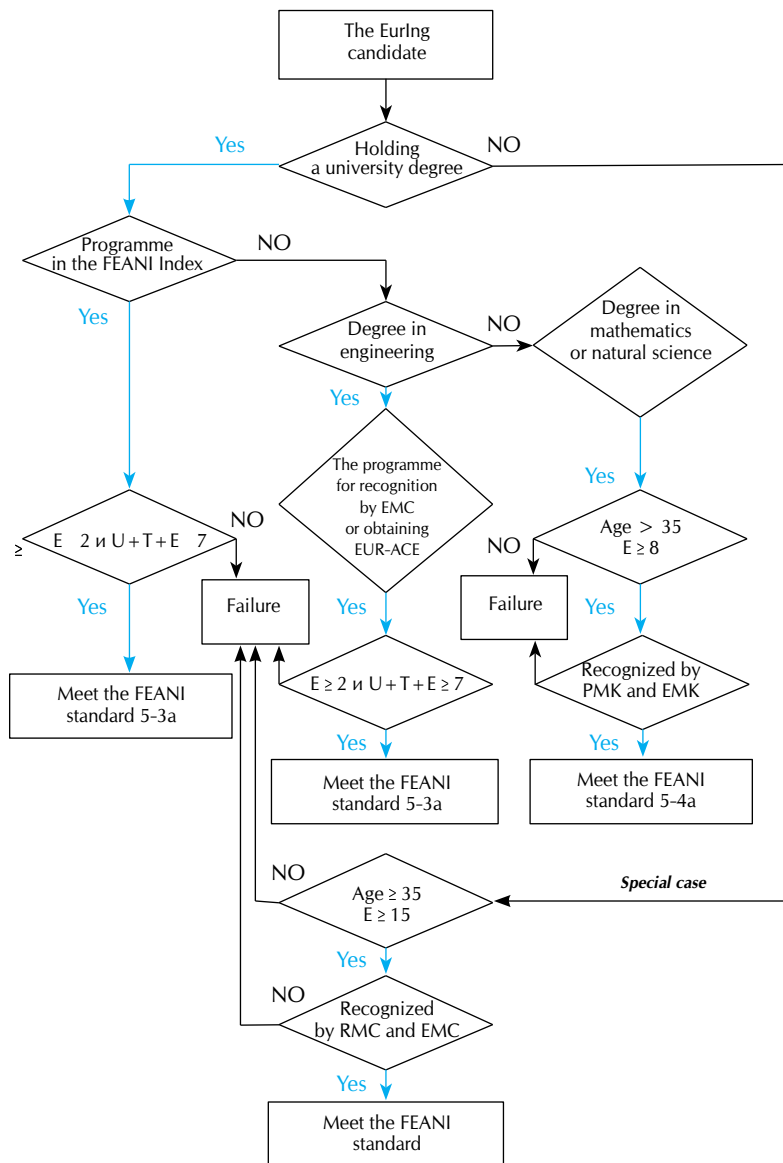 The EurIng
candidate
Yes
Holding
a university degree
NO
Programme
in the FEANI Index
NO
Yes
Degree in
engineering
NO
Degree in
mathematics
or natural science
Yes
The programme
for recognition
by EMC
or obtaining
EUR-ACE
Yes
E 2 и U + T + E 7
≥
NO
Age > 35
E ≥ 8
NO
Yes
Failure
Yes
Failure
Yes
Meet the FEANI
standard 5-3a
E ≥ 2 и U + T + E ≥ 7
Recognized by
PMK and EMK
Yes
Yes
Meet the FEANI
standard 5-3a
Meet the FEANI
standard 5-4a
NO
Age ≥ 35
E ≥ 15
Special case
Yes
NO
Recognized
by RMC and EMC
Yes
Meet the FEANI
standard